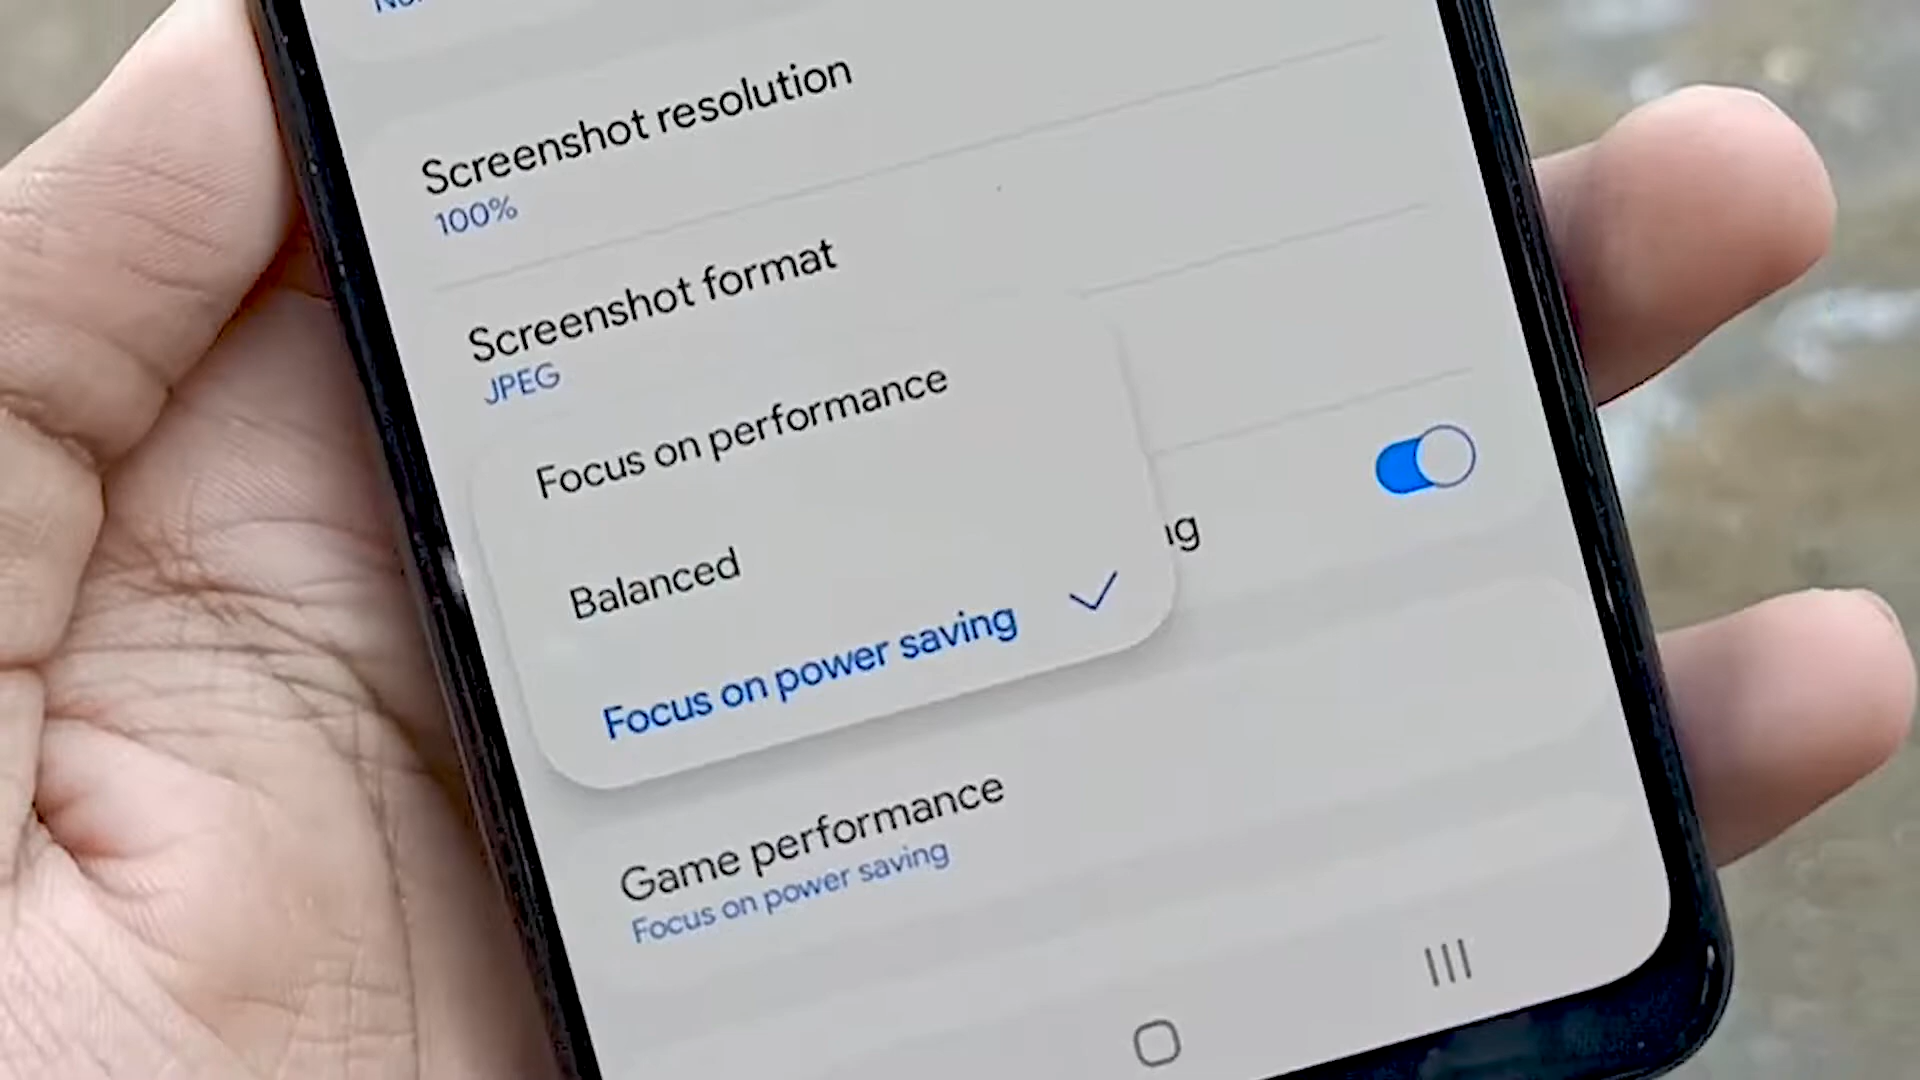 Screenshot resolution
100%
Screenshot format
JPEG
Focus on performance
Balanced
Focus on power saving
Game performance
Focus on power saving